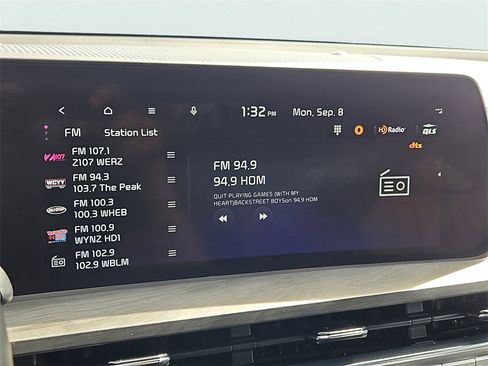 1:32 PM Mon, Sep. 8
FM Station List
HD Radio
QLS
dts
FM 107.1
Z107 WERZ
WCYY
FM 94.3
103.7 The Peak
FM 100.3
100.3 WHEB
FM 100.9
WYNZ HD1
FM 102.9
102.9 WBLM
FM 94.9
94.9 HOM
QUIT PLAYING GAMES (WITH MY
HEART)BACKSTREET BOYSon 94.9 HOM